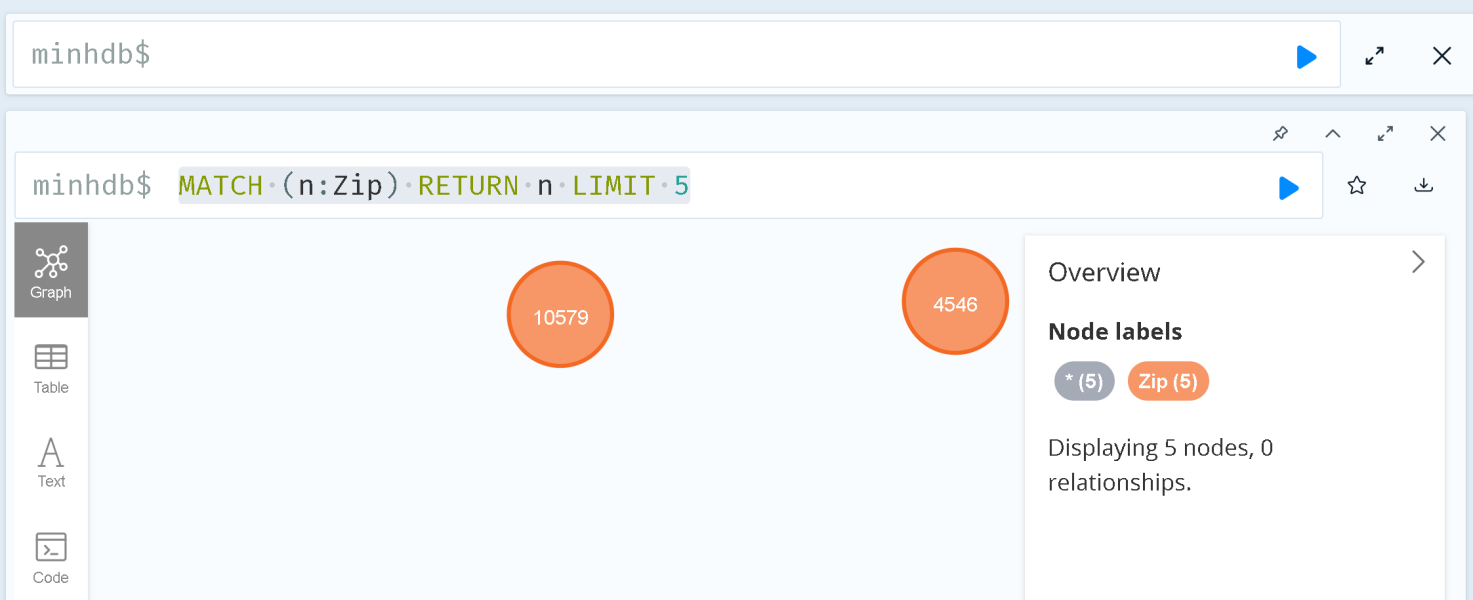 minhdb$
minhdb$ MATCH (n:Zip) RETURN n LIMIT 5
Graph
Table
Text
Code
10579
4546
Overview
Node labels
* (5) Zip (5)
Displaying 5 nodes, 0
relationships.